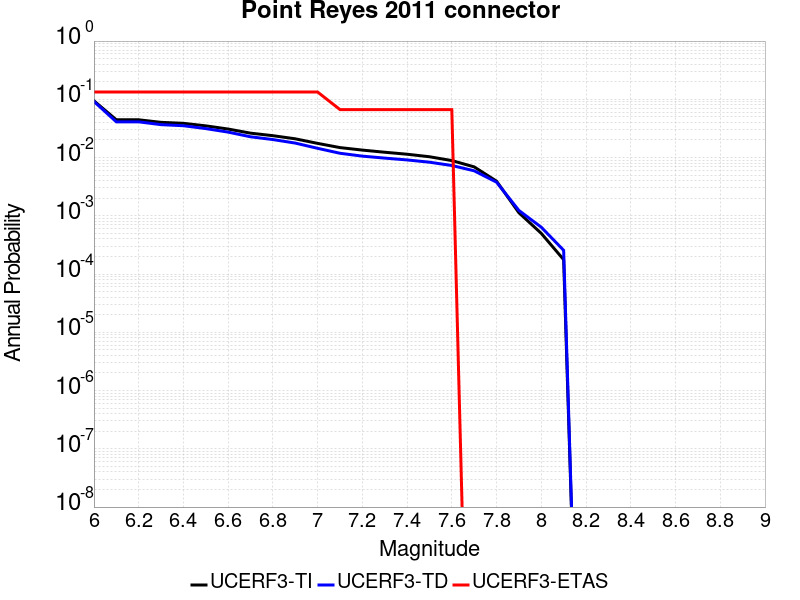 Point Reyes 2011 connector
10^0
10^-1
10^-2
10^-3
10^-4
10^-5
10^-6
10^-7
10^-8
Annual Probability
6 6.2 6.4 6.6 6.8 7 7.2 7.4 7.6 7.8 8 8.2 8.4 8.6 8.8 9
Magnitude
UCERF3-TI UCERF3-TD UCERF3-ETAS